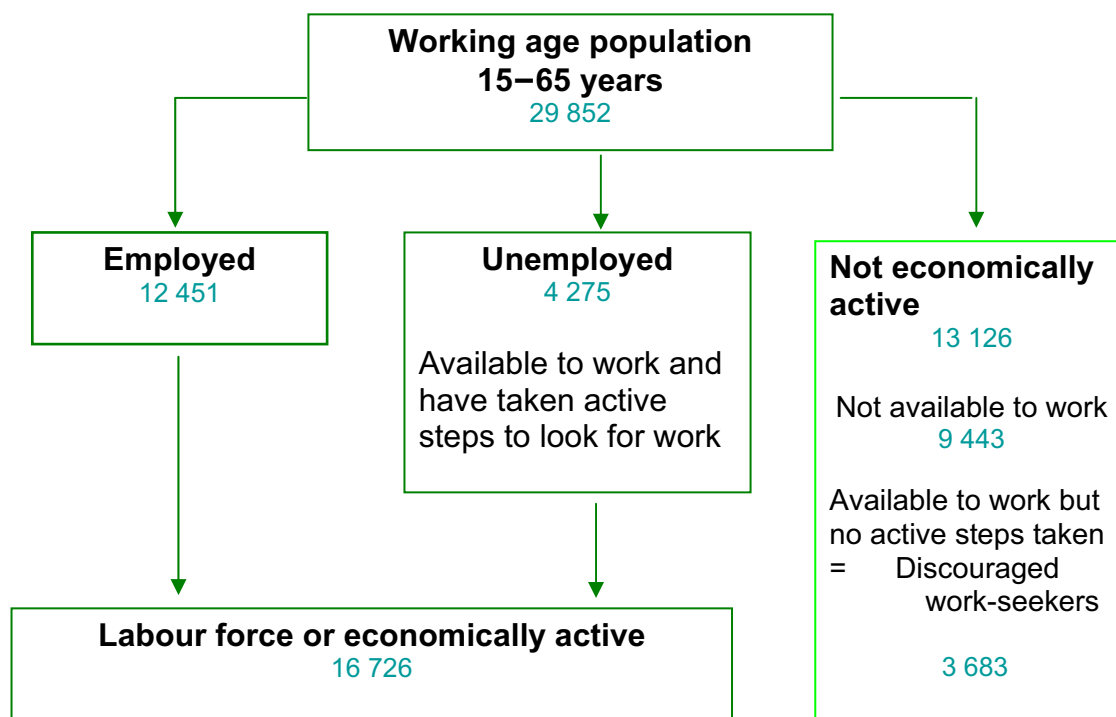 Working age population
15–65 years
29 852
Employed
12 451
Unemployed
4 275
Available to work and
have taken active
steps to look for work
Not economically
active
13 126
Not available to work
9 443
Available to work but
no active steps taken
= Discouraged
work-seekers
3 683
Labour force or economically active
16 726